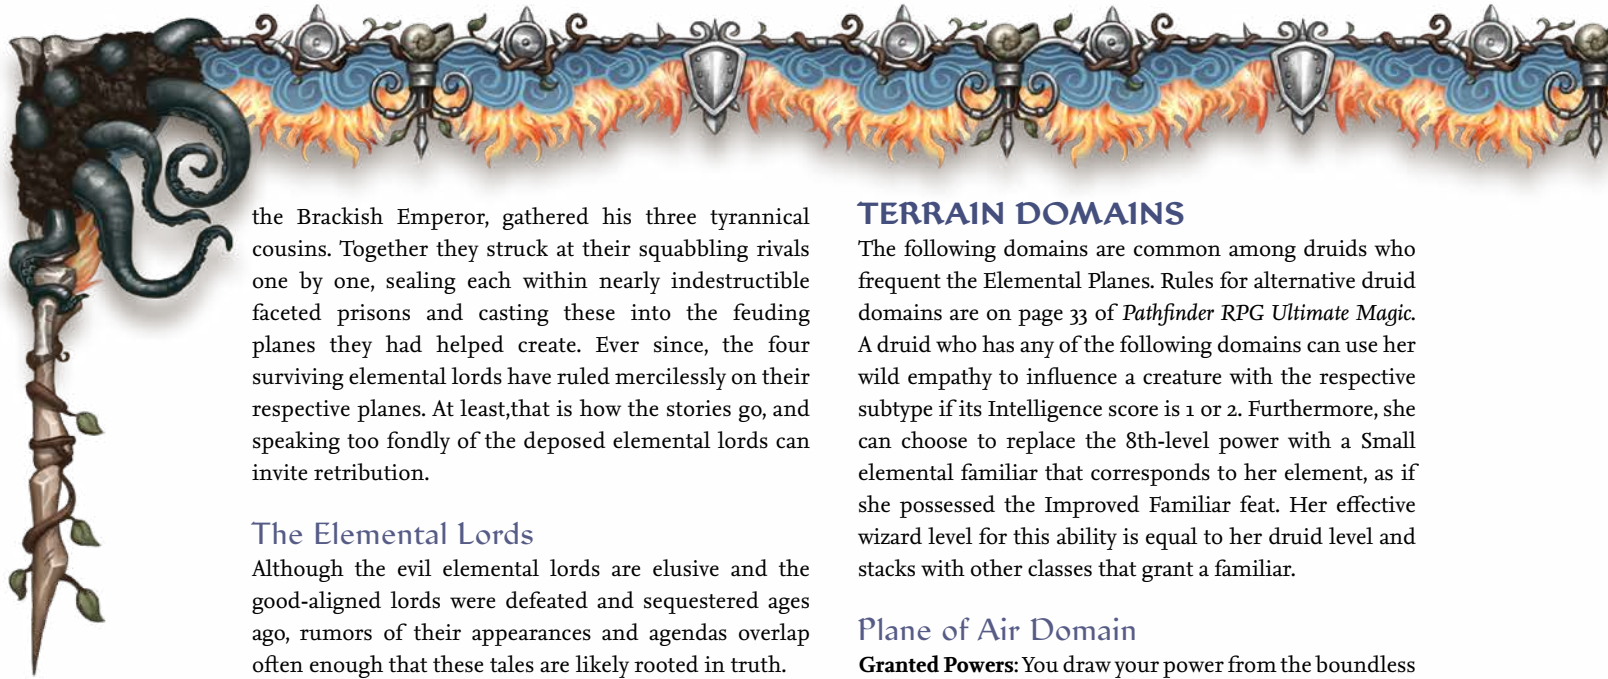 the Brackish Emperor, gathered his three tyrannical
cousins. Together they struck at their squabbling rivals
one by one, sealing each within nearly indestructible
faceted prisons and casting these into the feuding
planes they had helped create. Ever since, the four
surviving elemental lords have ruled mercilessly on their
respective planes. At least,that is how the stories go, and
speaking too fondly of the deposed elemental lords can
invite retribution.
The Elemental Lords
Although the evil elemental lords are elusive and the
good-aligned lords were defeated and sequestered ages
ago, rumors of their appearances and agendas overlap
often enough that these tales are likely rooted in truth.
TERRAIN DOMAINS
The following domains are common among druids who
frequent the Elemental Planes. Rules for alternative druid
domains are on page 33 of Pathfinder RPG Ultimate Magic.
A druid who has any of the following domains can use her
wild empathy to influence a creature with the respective
subtype if its Intelligence score is 1 or 2. Furthermore, she
can choose to replace the 8th-level power with a Small
elemental familiar that corresponds to her element, as if
she possessed the Improved Familiar feat. Her effective
wizard level for this ability is equal to her druid level and
stacks with other classes that grant a familiar.
Plane of Air Domain
Granted Powers: You draw your power from the boundless